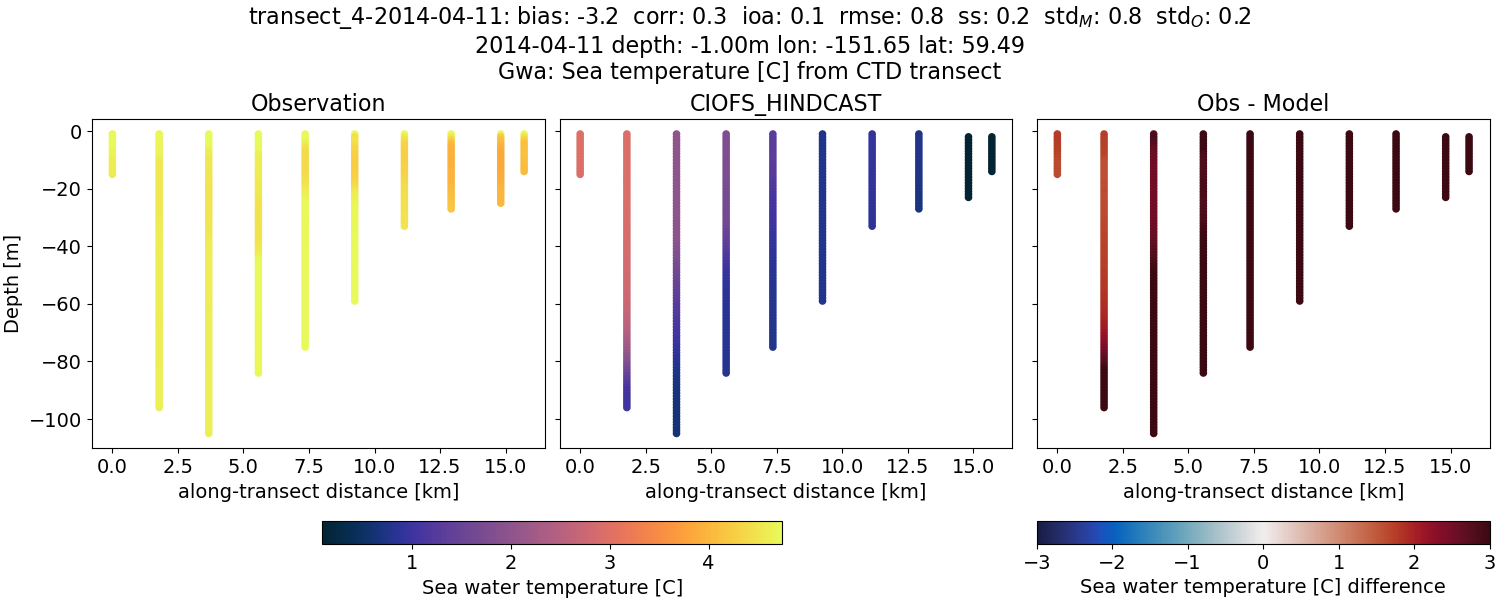 transect_4-2014-04-11: bias: -3.2  corr: 0.3  ioa: 0.1  rmse: 0.8  ss: 0.2  std_M: 0.8  std_O: 0.2
2014-04-11 depth: -1.00m lon: -151.65 lat: 59.49
Gwa: Sea temperature [C] from CTD transect
Observation
CIOFS_HINDCAST
Obs - Model
Depth [m]
0
−20
−40
−60
−80
−100
0.0 2.5 5.0 7.5 10.0 12.5 15.0
0.0 2.5 5.0 7.5 10.0 12.5 15.0
0.0 2.5 5.0 7.5 10.0 12.5 15.0
along-transect distance [km]
along-transect distance [km]
along-transect distance [km]
1 2 3 4
Sea water temperature [C]
−3 −2 −1 0 1 2 3
Sea water temperature [C] difference